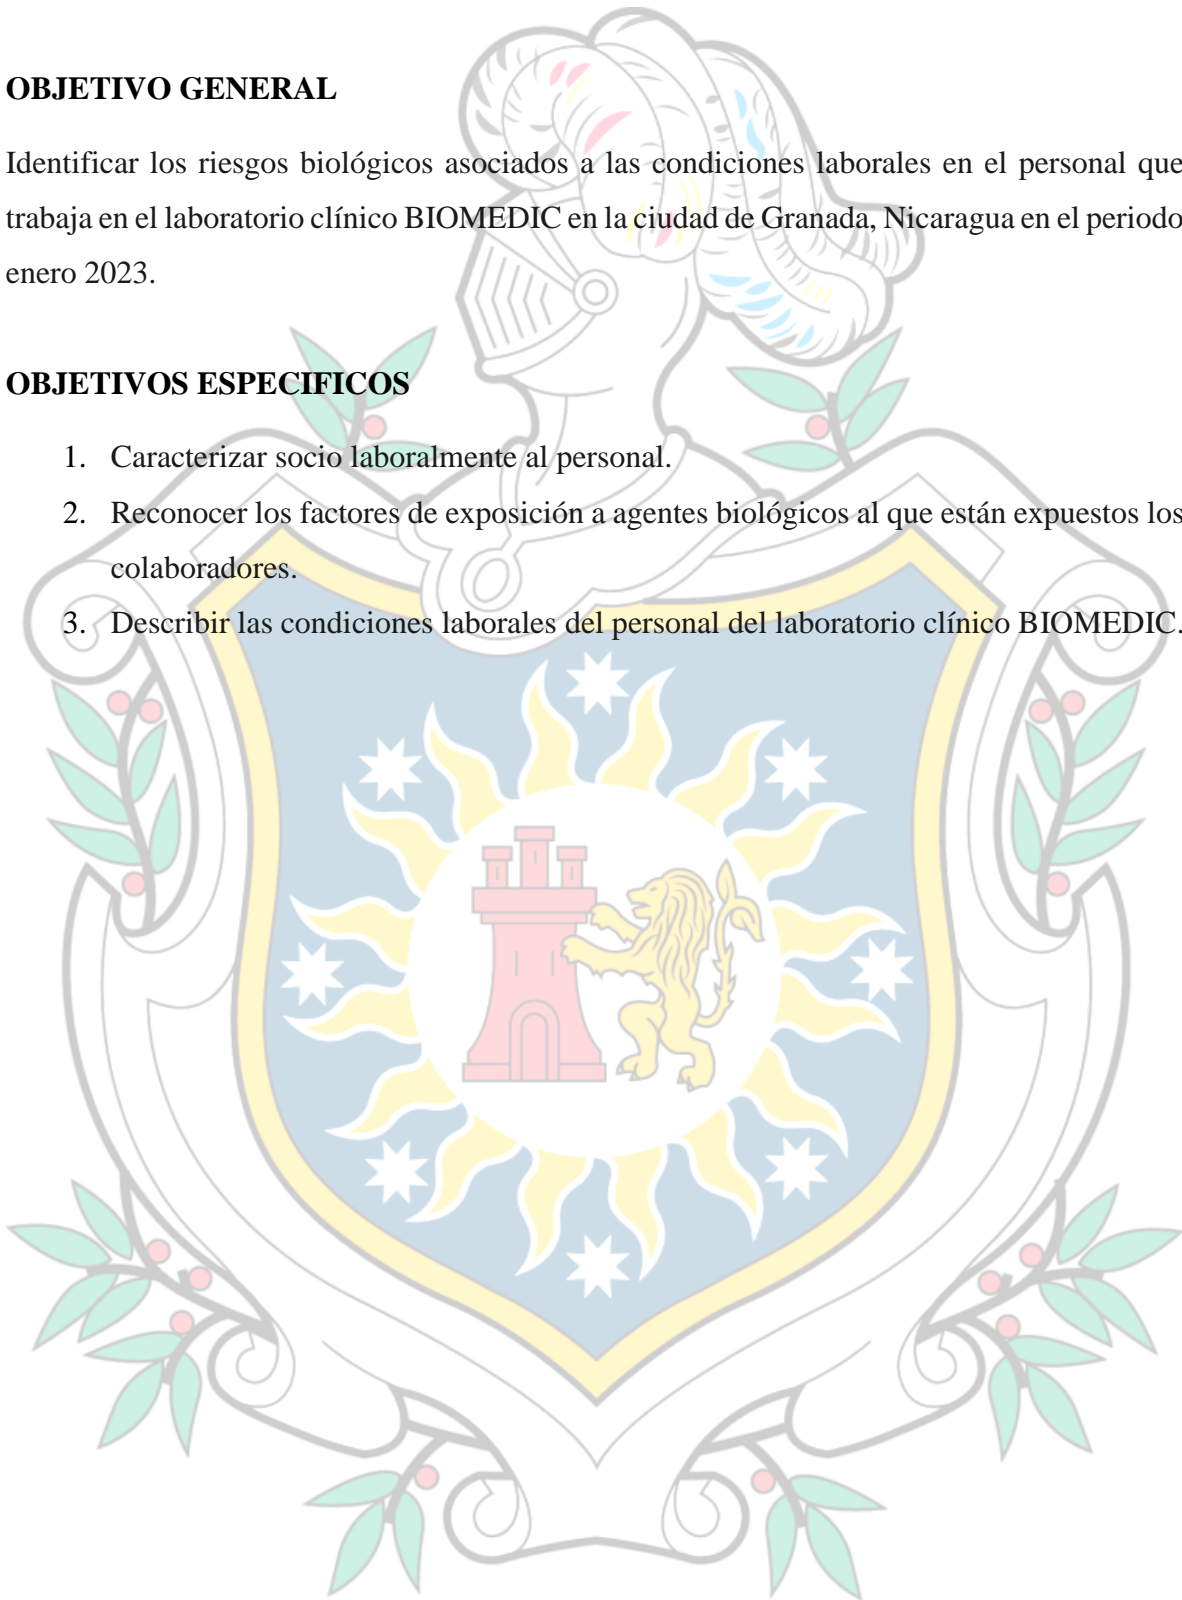 OBJETIVO GENERAL
Identificar los riesgos biológicos asociados a las condiciones laborales en el personal que
trabaja en el laboratorio clínico BIOMEDIC en la ciudad de Granada, Nicaragua en el periodo
enero 2023.
OBJETIVOS ESPECIFICOS
1. Caracterizar socio laboralmente al personal.
2. Reconocer los factores de exposición a agentes biológicos al que están expuestos los
colaboradores.
3. Describir las condiciones laborales del personal del laboratorio clínico BIOMEDIC.